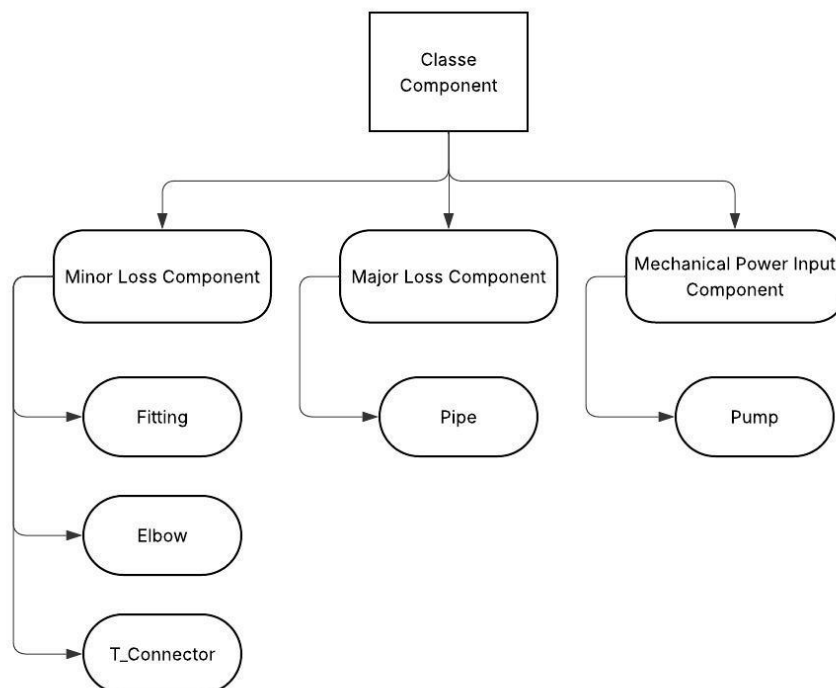 Classe
Component
Minor Loss Component
Major Loss Component
Mechanical Power Input
Component
Fitting
Pipe
Pump
Elbow
T_Connector